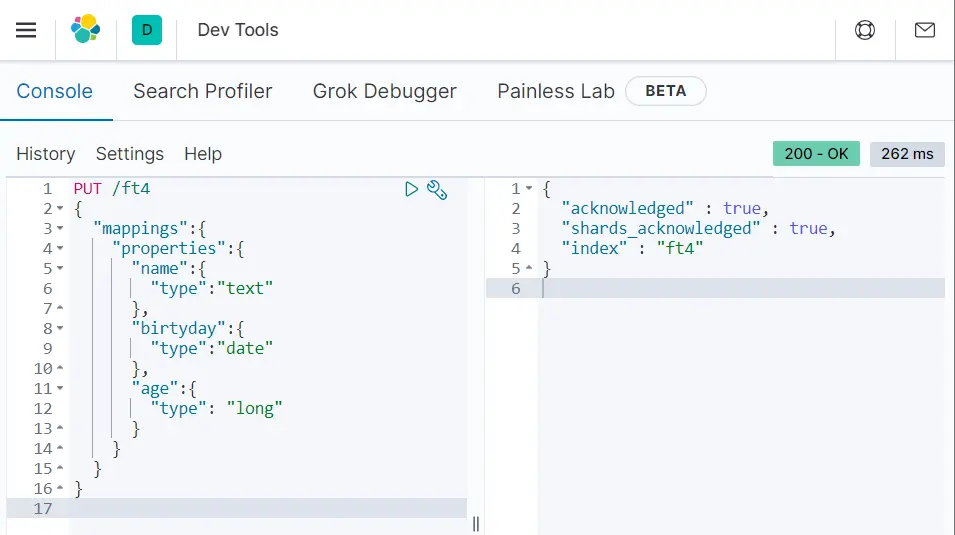 D Dev Tools
Console Search Profiler Grok Debugger Painless Lab BETA
History Settings Help 200 - OK 262 ms
1 PUT /ft4
2 {
3 "mappings":{
4 "properties":{
5 "name":{
6 "type":"text"
7 },
8 "birtyday":{
9 "type":"date"
10 },
11 "age":{
12 "type": "long"
13 }
14 }
15 }
16 }
17
1 {
2 "acknowledged" : true,
3 "shards_acknowledged" : true,
4 "index" : "ft4"
5 }
6